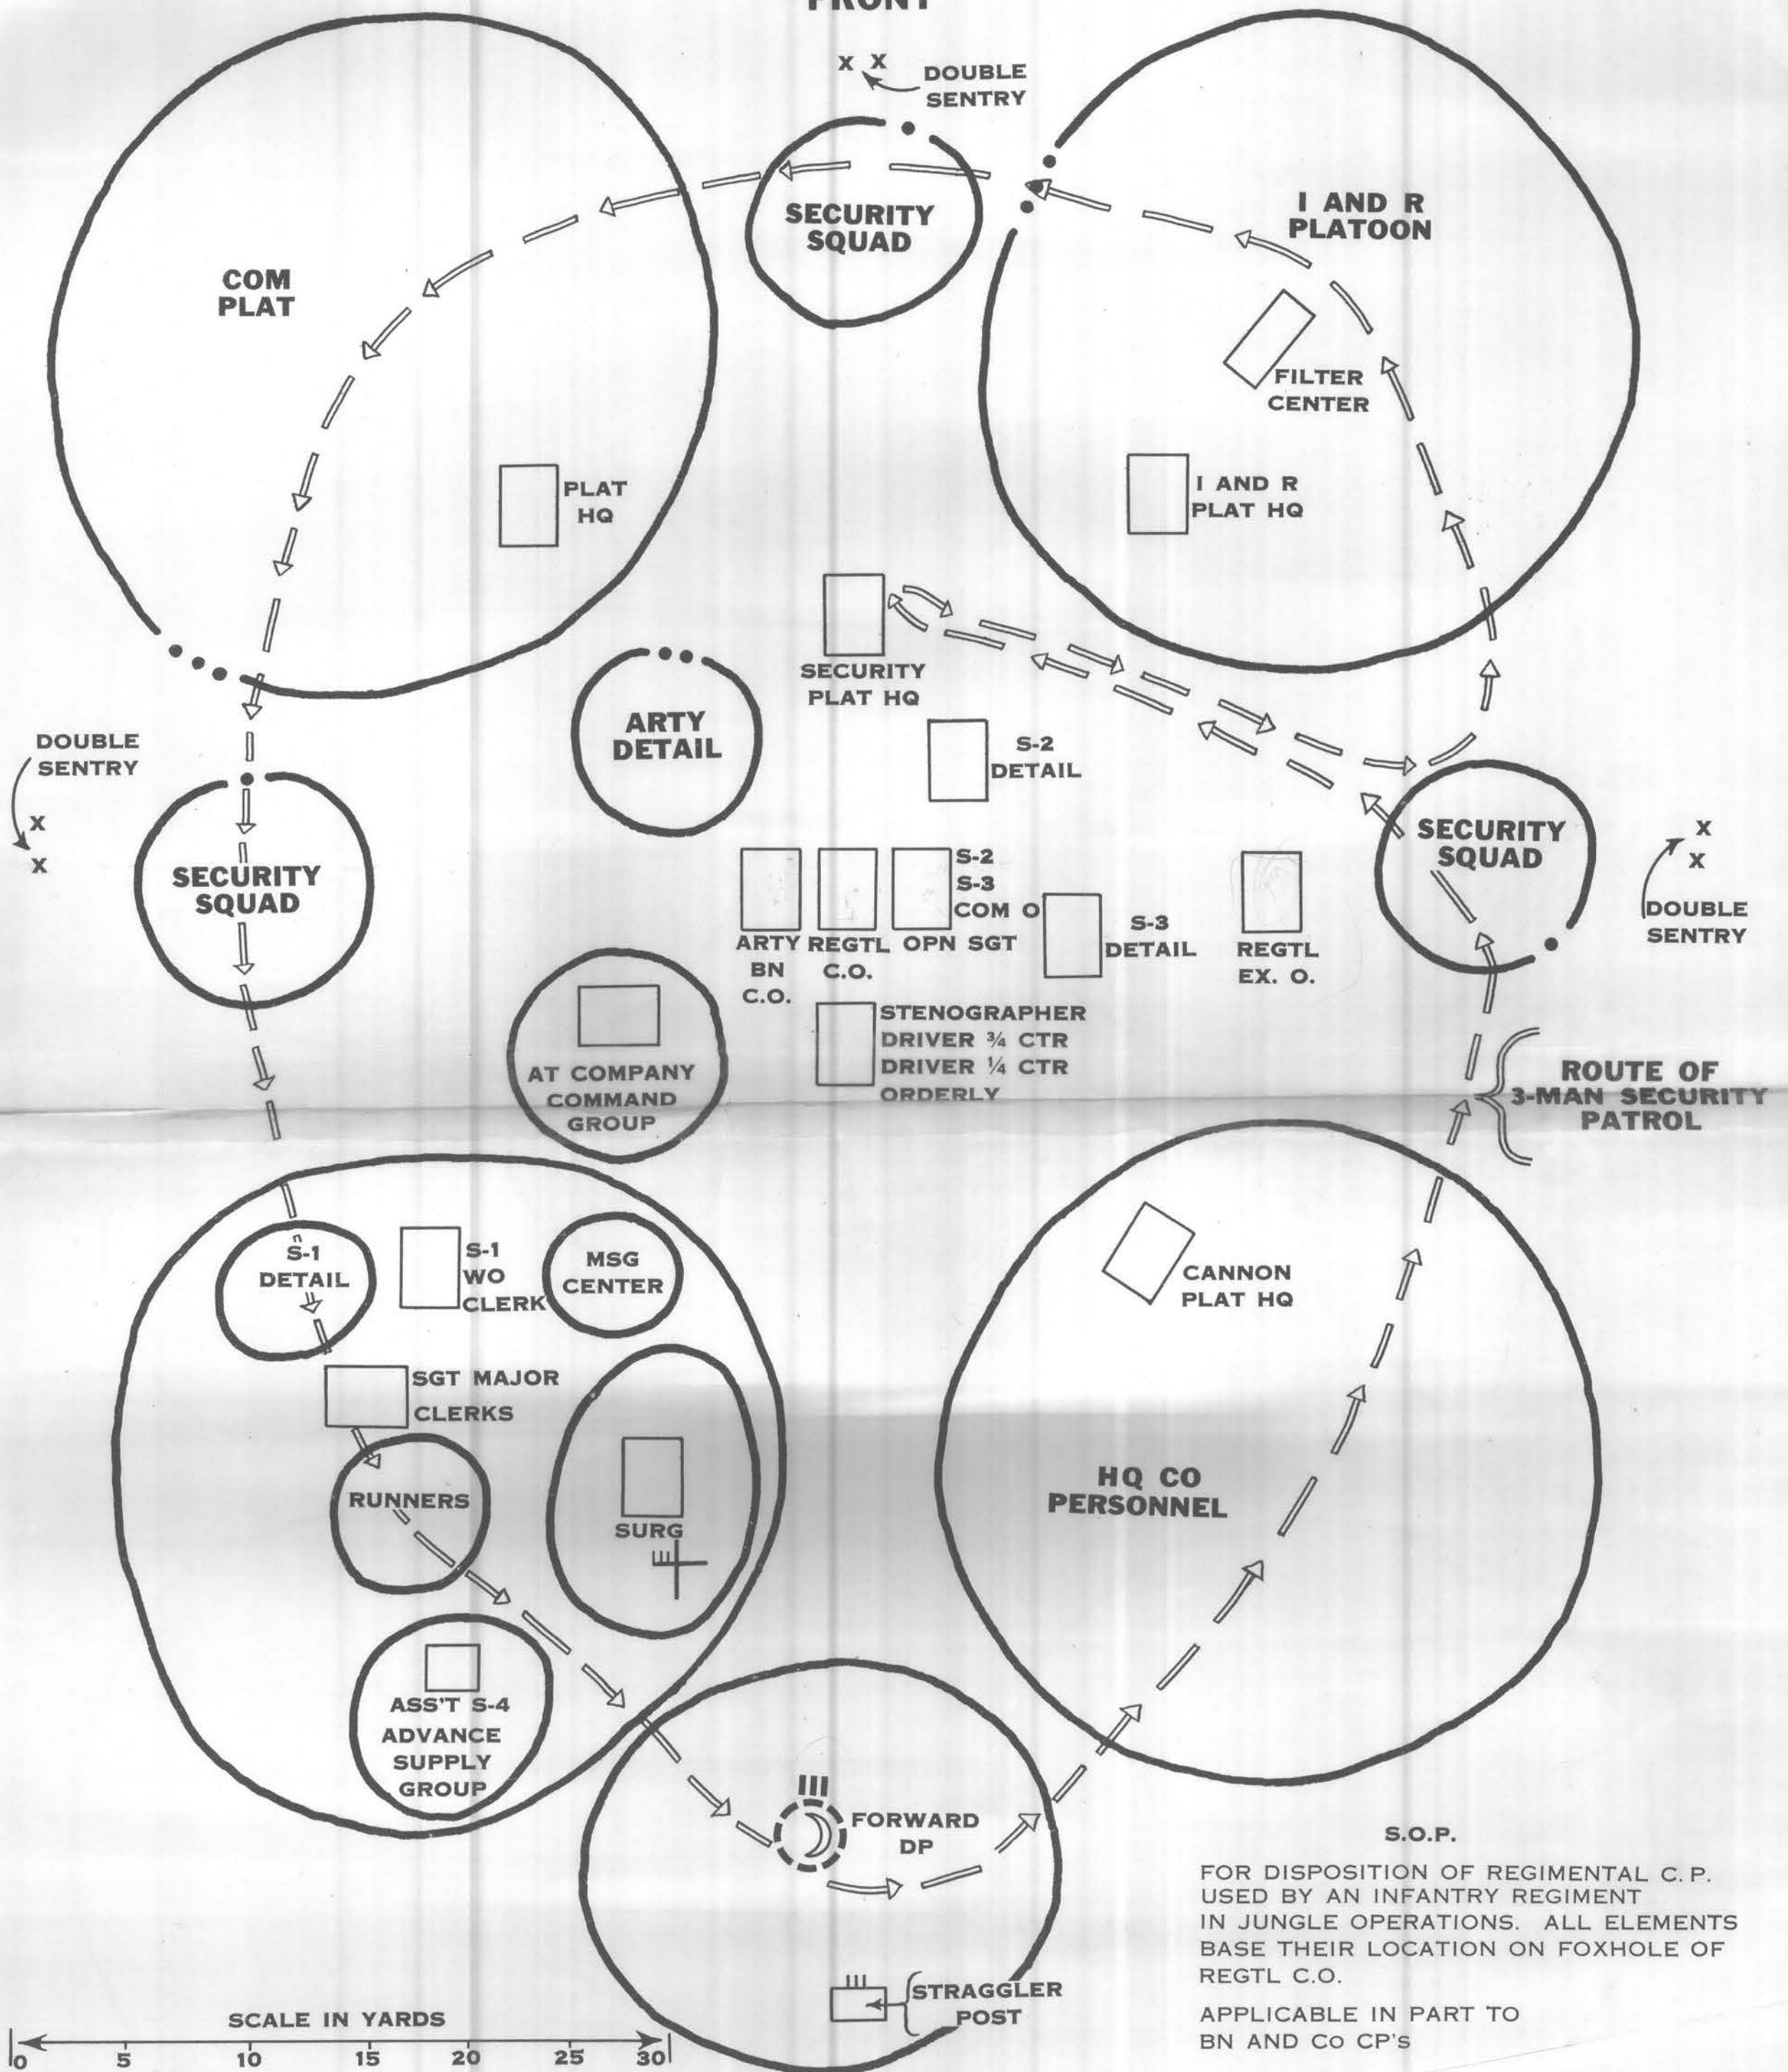 FRONT
x x
DOUBLE
SENTRY
SECURITY
SQUAD
I AND R
PLATOON
COM
PLAT
FILTER
CENTER
PLAT
HQ
I AND R
PLAT HQ
SECURITY
PLAT HQ
ARTY
DETAIL
S-2
DETAIL
DOUBLE
SENTRY
x
x
SECURITY
SQUAD
SECURITY
SQUAD
x
x
DOUBLE
SENTRY
S-2
S-3
COM O
OPN SGT
ARTY
BN
C.O.
REGTL
C.O.
S-3
DETAIL
REGTL
EX. O.
AT COMPANY
COMMAND
GROUP
STENOGRAPHER
DRIVER ¾ CTR
DRIVER ¼ CTR
ORDERLY
ROUTE OF
3-MAN SECURITY
PATROL
S-1
DETAIL
S-1
WO
CLERK
MSG
CENTER
CANNON
PLAT HQ
SGT MAJOR
CLERKS
RUNNERS
SURG
HQ CO
PERSONNEL
ASS'T S-4
ADVANCE
SUPPLY
GROUP
FORWARD
DP
STRAGGLER
POST
S.O.P.
FOR DISPOSITION OF REGIMENTAL C.P.
USED BY AN INFANTRY REGIMENT
IN JUNGLE OPERATIONS. ALL ELEMENTS
BASE THEIR LOCATION ON FOXHOLE OF
REGTL C.O.
APPLICABLE IN PART TO
BN AND Co CP's
SCALE IN YARDS
0 5 10 15 20 25 30